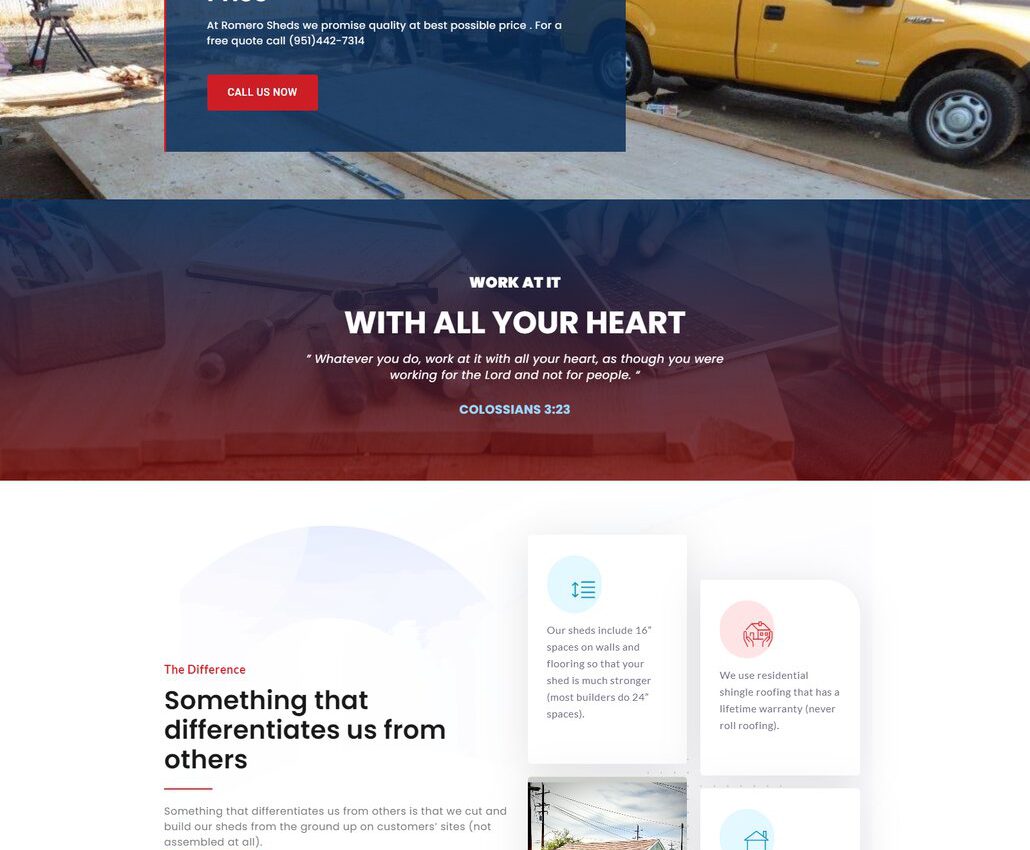 At Romero Sheds we promise quality at best possible price . For a
free quote call (951)442-7314
CALL US NOW
WORK AT IT
WITH ALL YOUR HEART
" Whatever you do, work at it with all your heart, as though you were
working for the Lord and not for people. "
COLOSSIANS 3:23
The Difference
Something that
differentiates us from
others
Something that differentiates us from others is that we cut and
build our sheds from the ground up on customers' sites (not
assembled at all).
Our sheds include 16"
spaces on walls and
flooring so that your
shed is much stronger
(most builders do 24"
spaces).
We use residential
shingle roofing that has a
lifetime warranty (never
roll roofing).